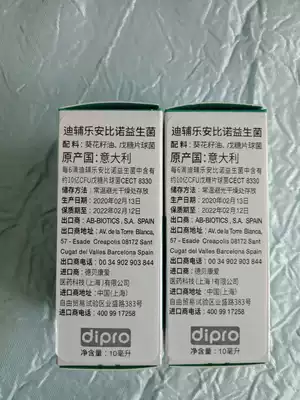 迪辅乐安比诺益生菌
配料：葵花籽油、戊糖片球菌
原产国：意大利
每6滴迪辅乐安比诺益生菌中含有
约10亿CFU戊糖片球菌CECT 8330
储存方法：常温避光干燥处存放
生产日期：2020年02月13日
保质期至：2022年02月12日
出口商：AB-BIOTICS , S.A. SPAIN
出口商地址：AV. de la Torre Blanca,
57 - Esade Creapolis 08172 Sant
Cugat del Valles Barcelona Spain
出口商电话：00 34 902 903 844
进口商：德贝康爱
医药科技(上海)有限公司
进口商地址：中国(上海)
自由贸易试验区业盛路383号
进口商电话：400 99 17258
dipro
净含量：10毫升
迪辅乐安比诺益生菌
配料：葵花籽油、戊糖片球菌
原产国：意大利
每6滴迪辅乐安比诺益生菌中含有
约10亿CFU戊糖片球菌CECT 8330
储存方法：常温避光干燥处存放
生产日期：2020年02月13日
保质期至：2022年02月12日
出口商：AB-BIOTICS , S.A. SPAIN
出口商地址：AV. de la Torre Blanca,
57 - Esade Creapolis 08172 Sant
Cugat del Valles Barcelona Spain
出口商电话：00 34 902 903 844
进口商：德贝康爱
医药科技(上海)有限公司
进口商地址：中国(上海)
自由贸易试验区业盛路383号
进口商电话：400 99 17258
dipro
净含量：10毫升